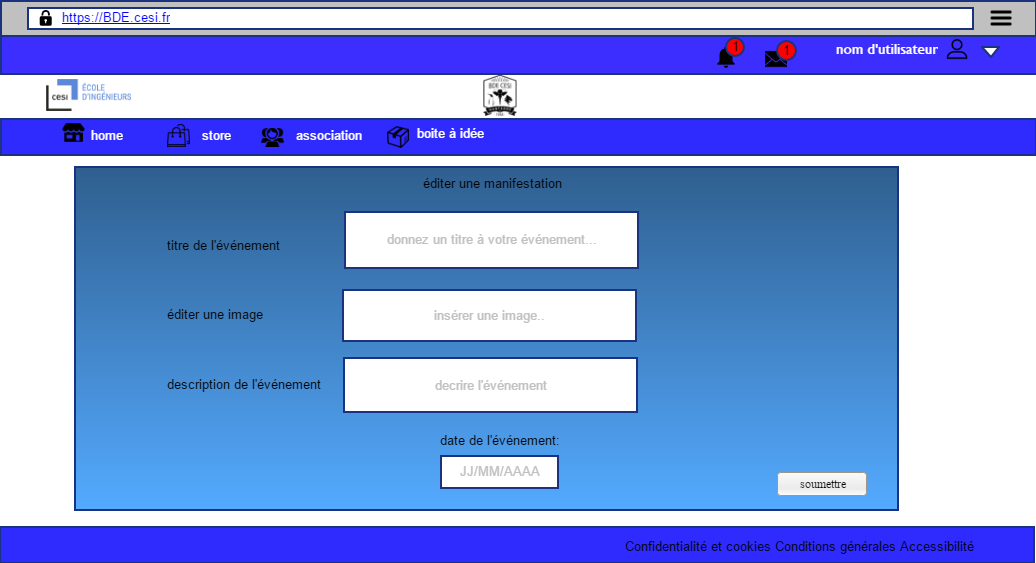 https://BDE.cesi.fr
1
1
nom d'utilisateur
cesi
ÉCOLE
D'INGÉNIEURS
BDE CESI
home
store
association
boite à idée
éditer une manifestation
titre de l'événement
donnez un titre à votre événement...
éditer une image
insérer une image..
description de l'événement
decrire l'événement
date de l'événement:
JJ/MM/AAAA
soumettre
Confidentialité et cookies Conditions générales Accessibilité